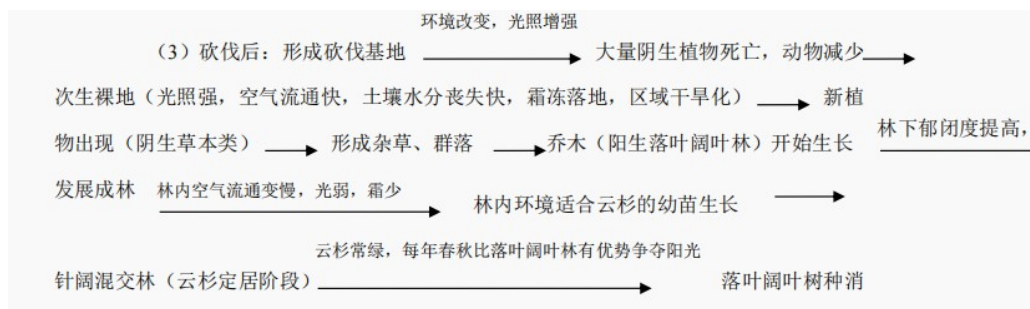 环境改变，光照增强
（3）砍伐后：形成砍伐基地 大量阴生植物死亡，动物减少
次生裸地（光照强，空气流通快，土壤水分丧失快，霜冻落地，区域干旱化） 新植
物出现（阴生草本类） 形成杂草、群落 乔木（阳生落叶阔叶林）开始生长 林下郁闭度提高，
发展成林 林内空气流通变慢，光弱，霜少 林内环境适合云杉的幼苗生长
云杉常绿，每年春秋比落叶阔叶林有优势争夺阳光
针阔混交林（云杉定居阶段） 落叶阔叶树种消